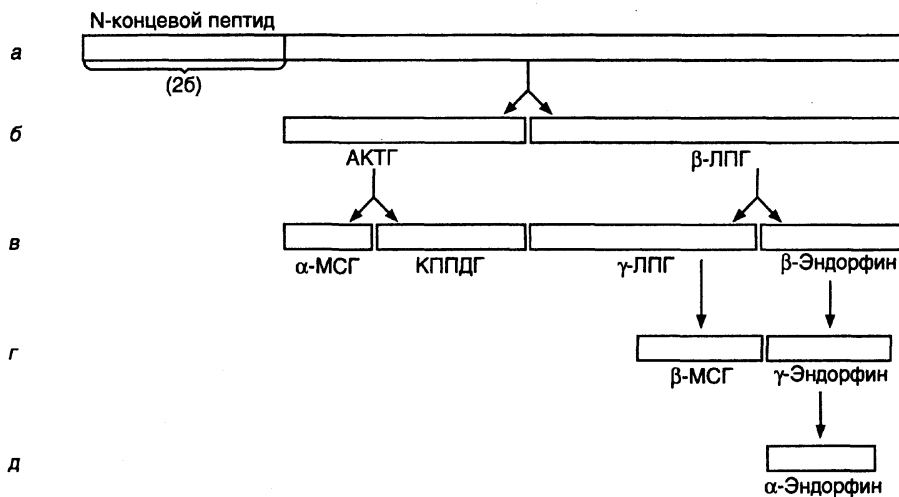 N-концевой пептид
а
(2б)
б
АКТГ β-ЛПГ
в
α-МСГ КППДГ γ-ЛПГ β-Эндорфин
г
β-МСГ γ-Эндорфин
д
α-Эндорфин